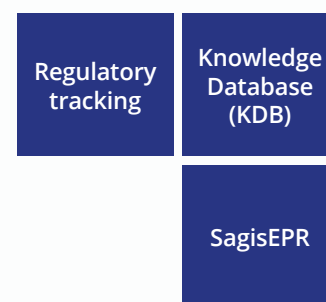 Regulatory
tracking
Knowledge
Database
(KDB)
SagisEPR